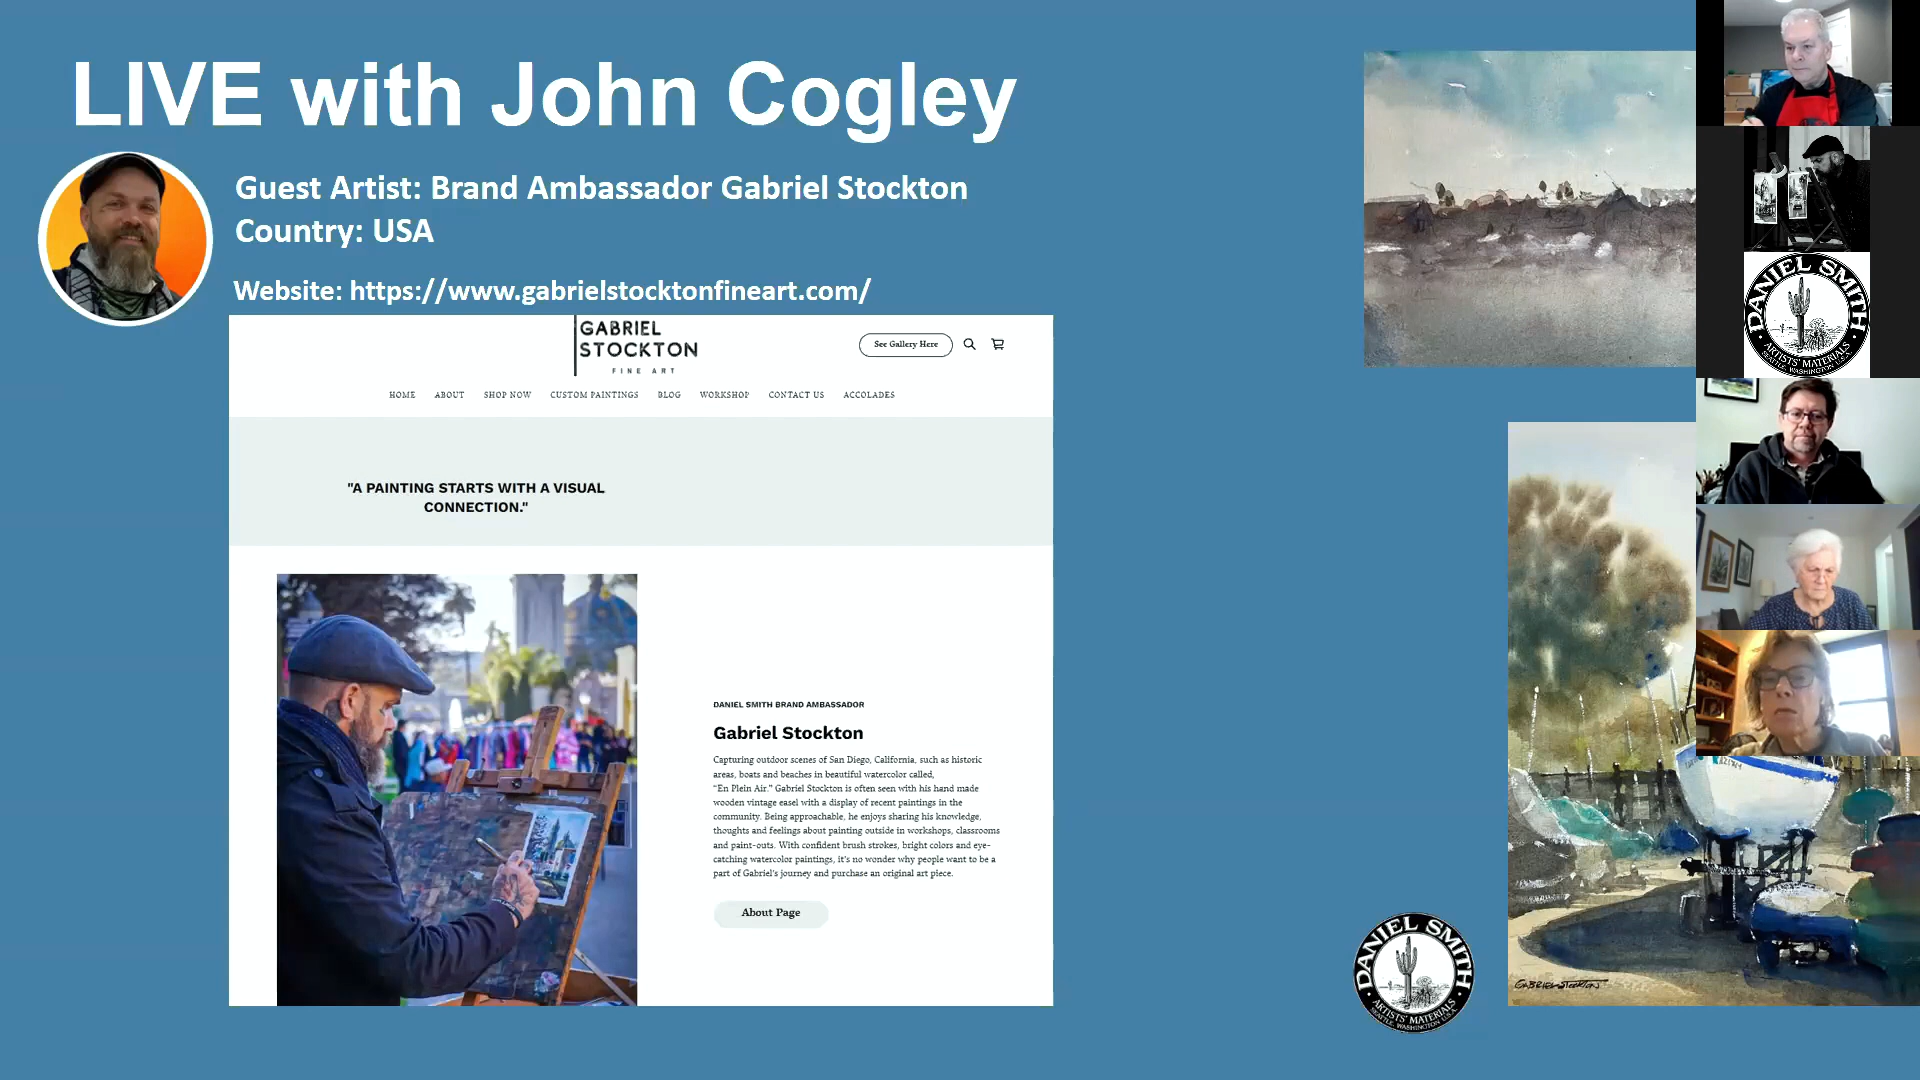 LIVE with John Cogley
Guest Artist: Brand Ambassador Gabriel Stockton
Country: USA
Website: https://www.gabrielstocktonfineart.com/
GABRIEL
STOCKTON
FINE ART
See Gallery Here
HOME ABOUT SHOP NOW CUSTOM PAINTINGS BLOG WORKSHOP CONTACT US ACCOLADES
"A PAINTING STARTS WITH A VISUAL
CONNECTION."
DANIEL SMITH BRAND AMBASSADOR
Gabriel Stockton
Capturing outdoor scenes of San Diego, California, such as historic
areas, boats and beaches in beautiful watercolor called,
“En Plein Air.” Gabriel Stockton is often seen with his hand made
wooden vintage easel with a display of recent paintings in the
community. Being approachable, he enjoys sharing his knowledge,
thoughts and feelings about painting outside in workshops, classrooms
and paint-outs. With confident brush strokes, bright colors and eye-
catching watercolor paintings, it's no wonder why people want to be a
part of Gabriel's journey and purchase an original art piece.
About Page
DANIEL SMITH
ARTISTS' MATERIALS
SEATTLE, WASHINGTON U.S.A.
DANIEL SMITH
ARTISTS' MATERIALS
SEATTLE, WASHINGTON U.S.A.
GABRIEL STOCKTON